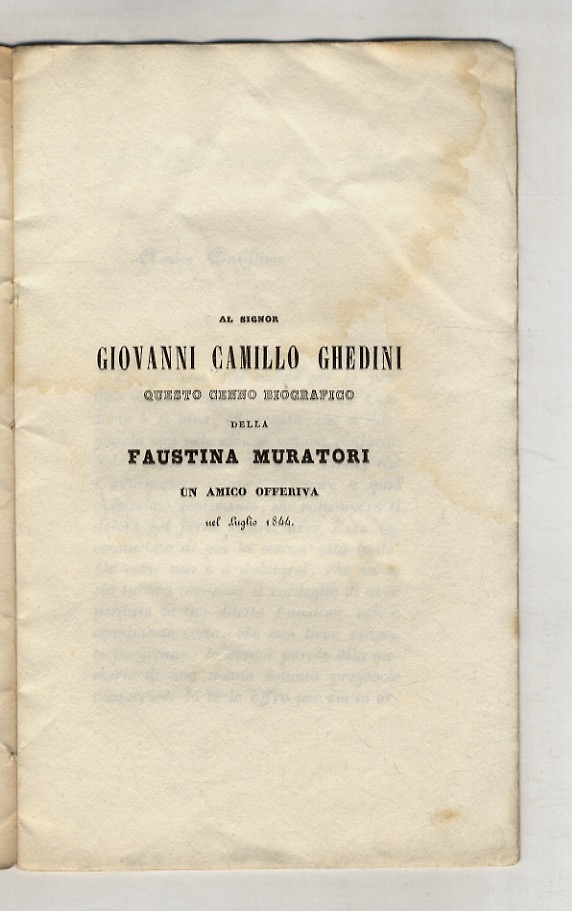 AL SIGNOR
GIOVANNI CAMILLO GHEDINI
QUESTO CENNO BIOGRAFICO
DELLA
FAUSTINA MURATORI
UN AMICO OFFERIVA
nel Luglio 1844.